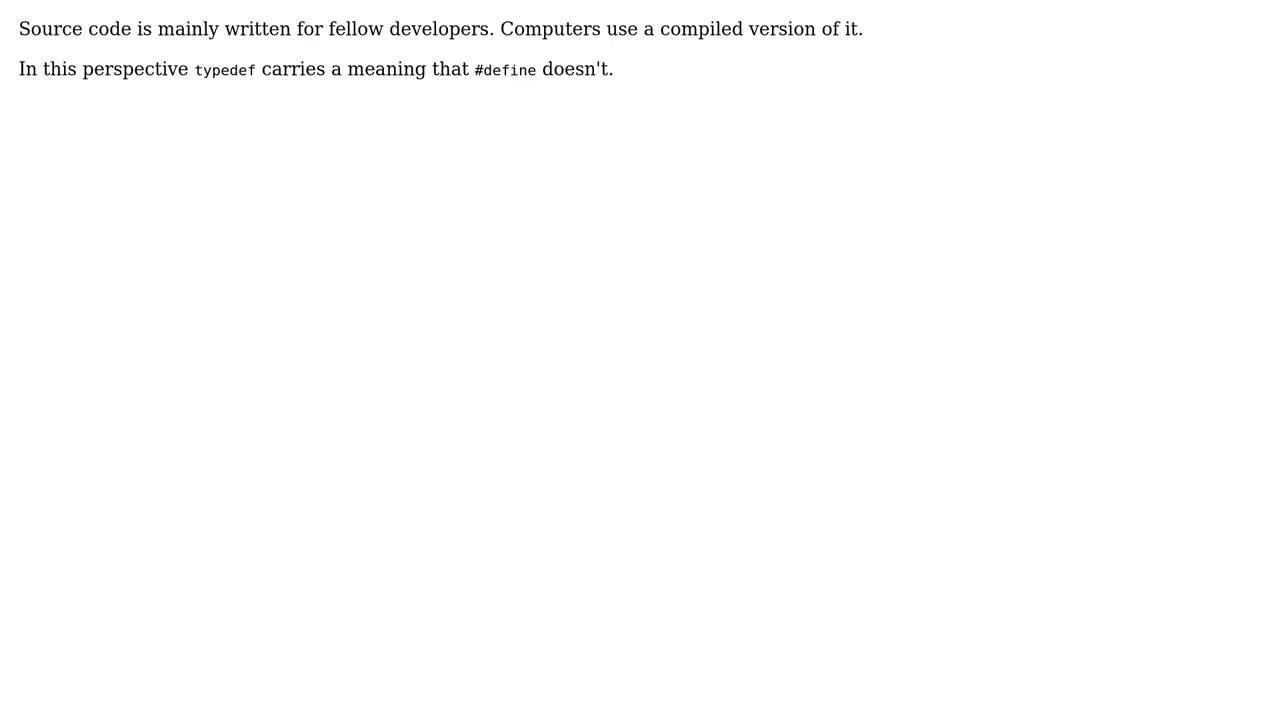 Source code is mainly written for fellow developers. Computers use a compiled version of it.
In this perspective typedef carries a meaning that #define doesn't.